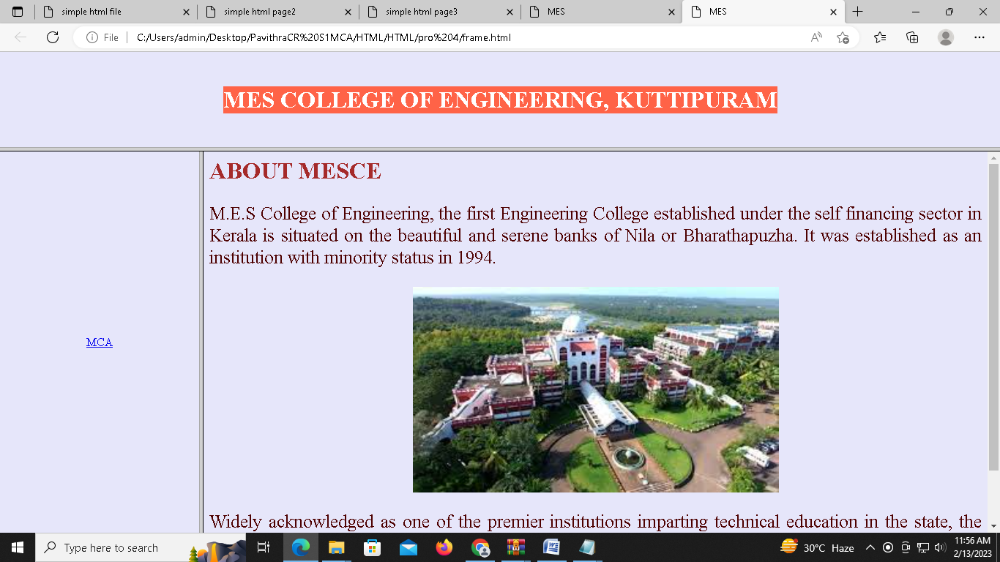 simple html file
simple html page2
simple html page3
MES
MES
File
C:/Users/admin/Desktop/PavithraCR%20S1MCA/HTML/HTML/pro%204/frame.html
MES COLLEGE OF ENGINEERING, KUTTIPURAM
MCA
ABOUT MESCE
M.E.S College of Engineering, the first Engineering College established under the self financing sector in
Kerala is situated on the beautiful and serene banks of Nila or Bharathapuzha. It was established as an
institution with minority status in 1994.
Widely acknowledged as one of the premier institutions imparting technical education in the state, the
Type here to search
30°C Haze
11:56 AM
2/13/2023